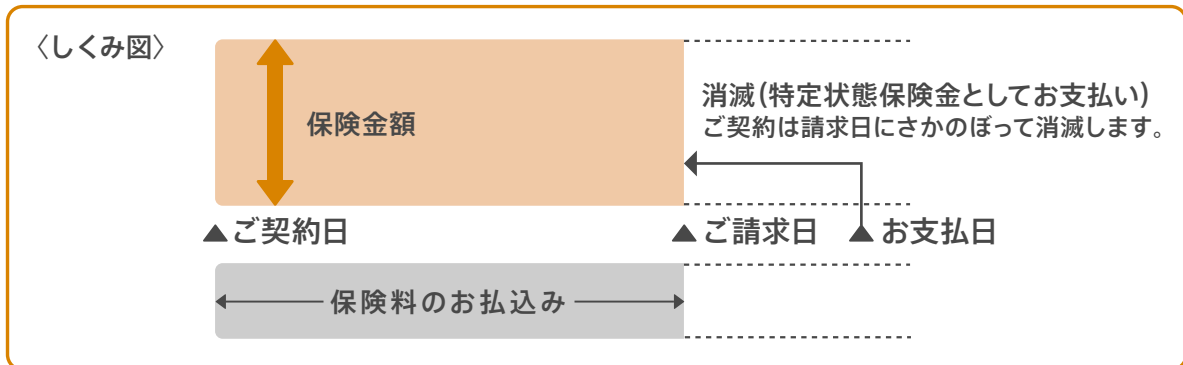 〈しくみ図〉
保険金額
消滅(特定状態保険金としてお支払い)
ご契約は請求日にさかのぼって消滅します。
▲ご契約日
▲ご請求日
▲お支払日
保険料のお払込み